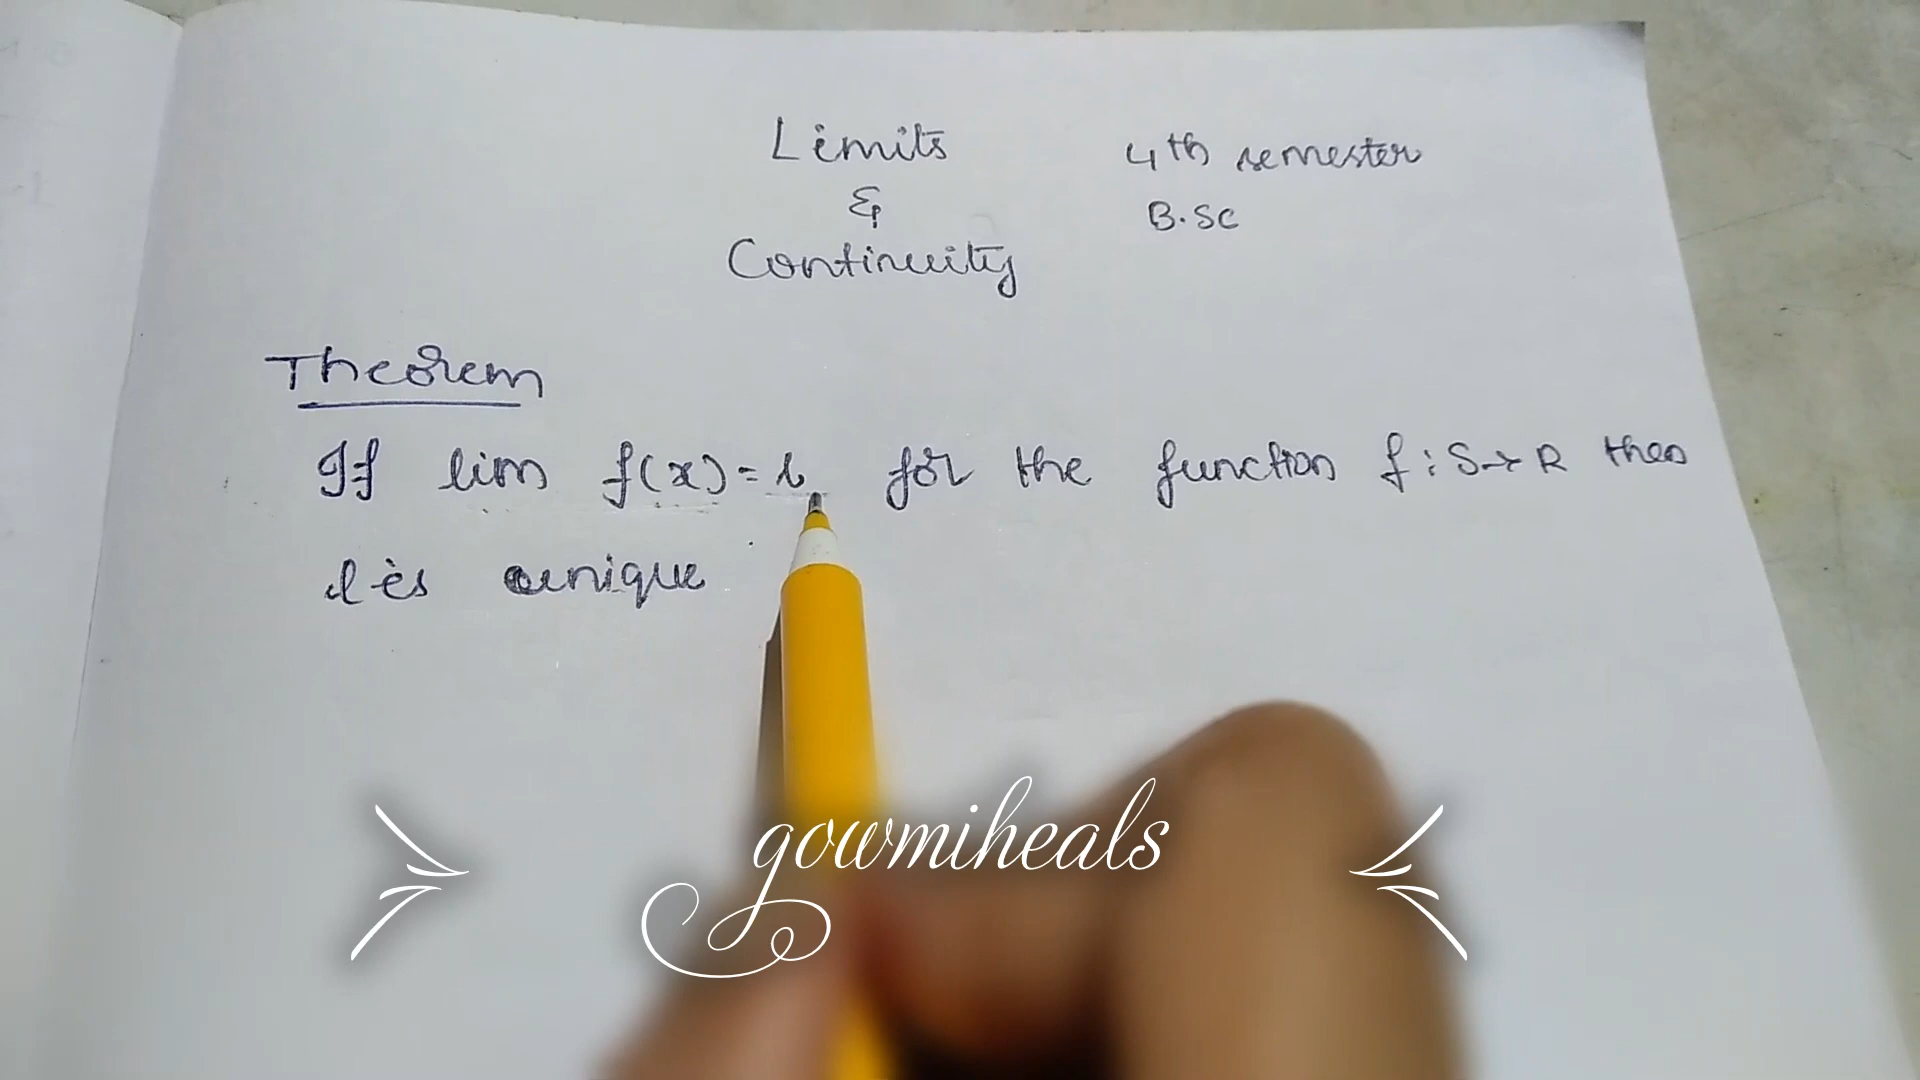 Limits
&
Continuity
4th semester
B.Sc
Theorem
If lim f(x)=l for the function f:S→R then
l is unique
gowmiheals